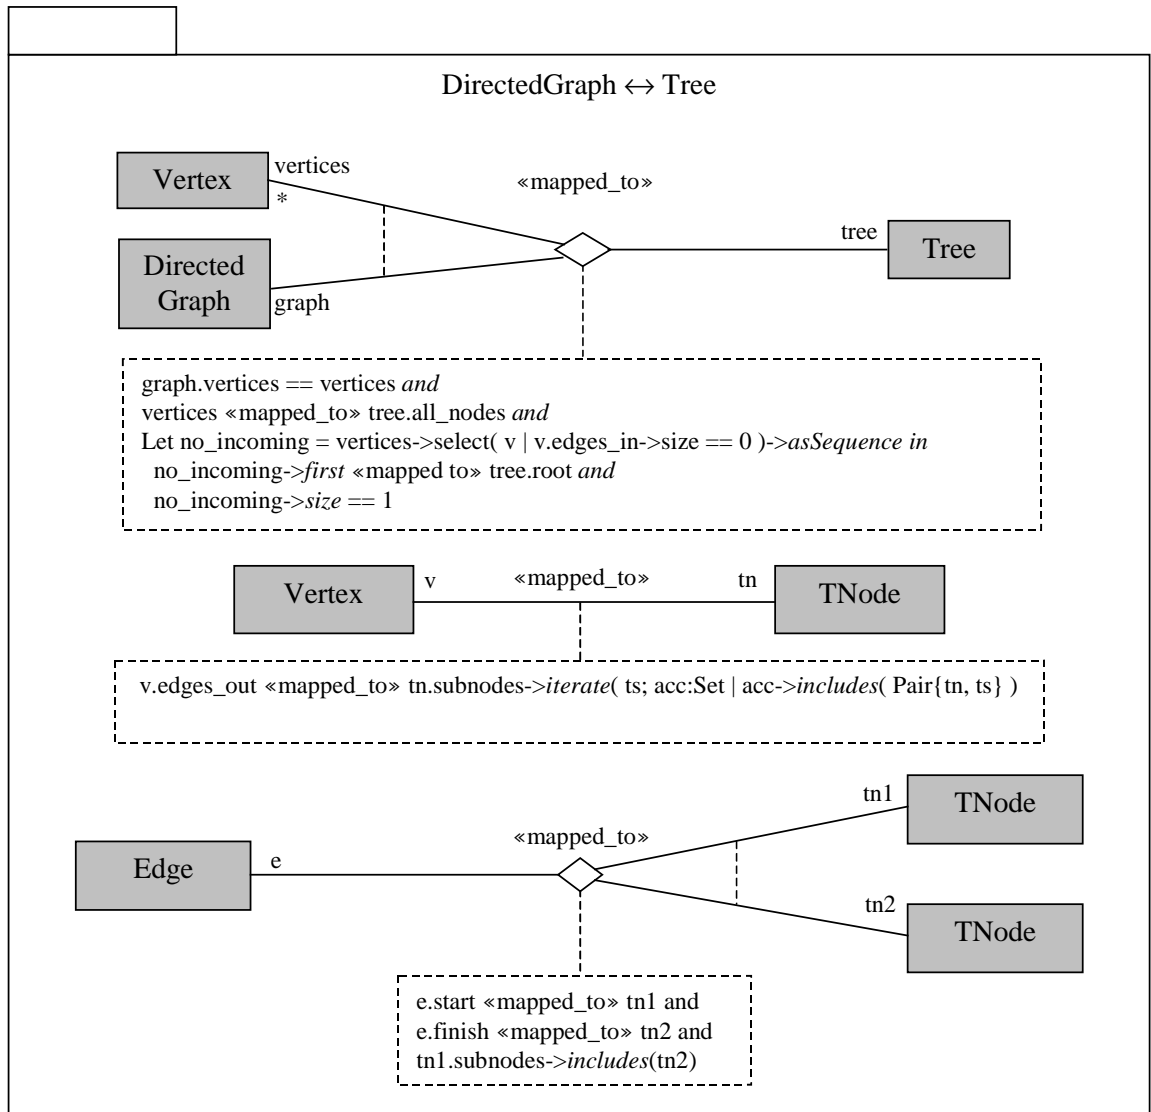 DirectedGraph ↔ Tree
Vertex
vertices
*
«mapped_to»
tree
Tree
Directed
Graph
graph
graph.vertices == vertices and
vertices «mapped_to» tree.all_nodes and
Let no_incoming = vertices->select( v | v.edges_in->size == 0 )->asSequence in
no_incoming->first «mapped to» tree.root and
no_incoming->size == 1
Vertex
v
«mapped_to»
tn
TNode
v.edges_out «mapped_to» tn.subnodes->iterate( ts; acc:Set | acc->includes( Pair{tn, ts} )
tn1
TNode
«mapped_to»
Edge
e
tn2
TNode
e.start «mapped_to» tn1 and
e.finish «mapped_to» tn2 and
tn1.subnodes->includes(tn2)